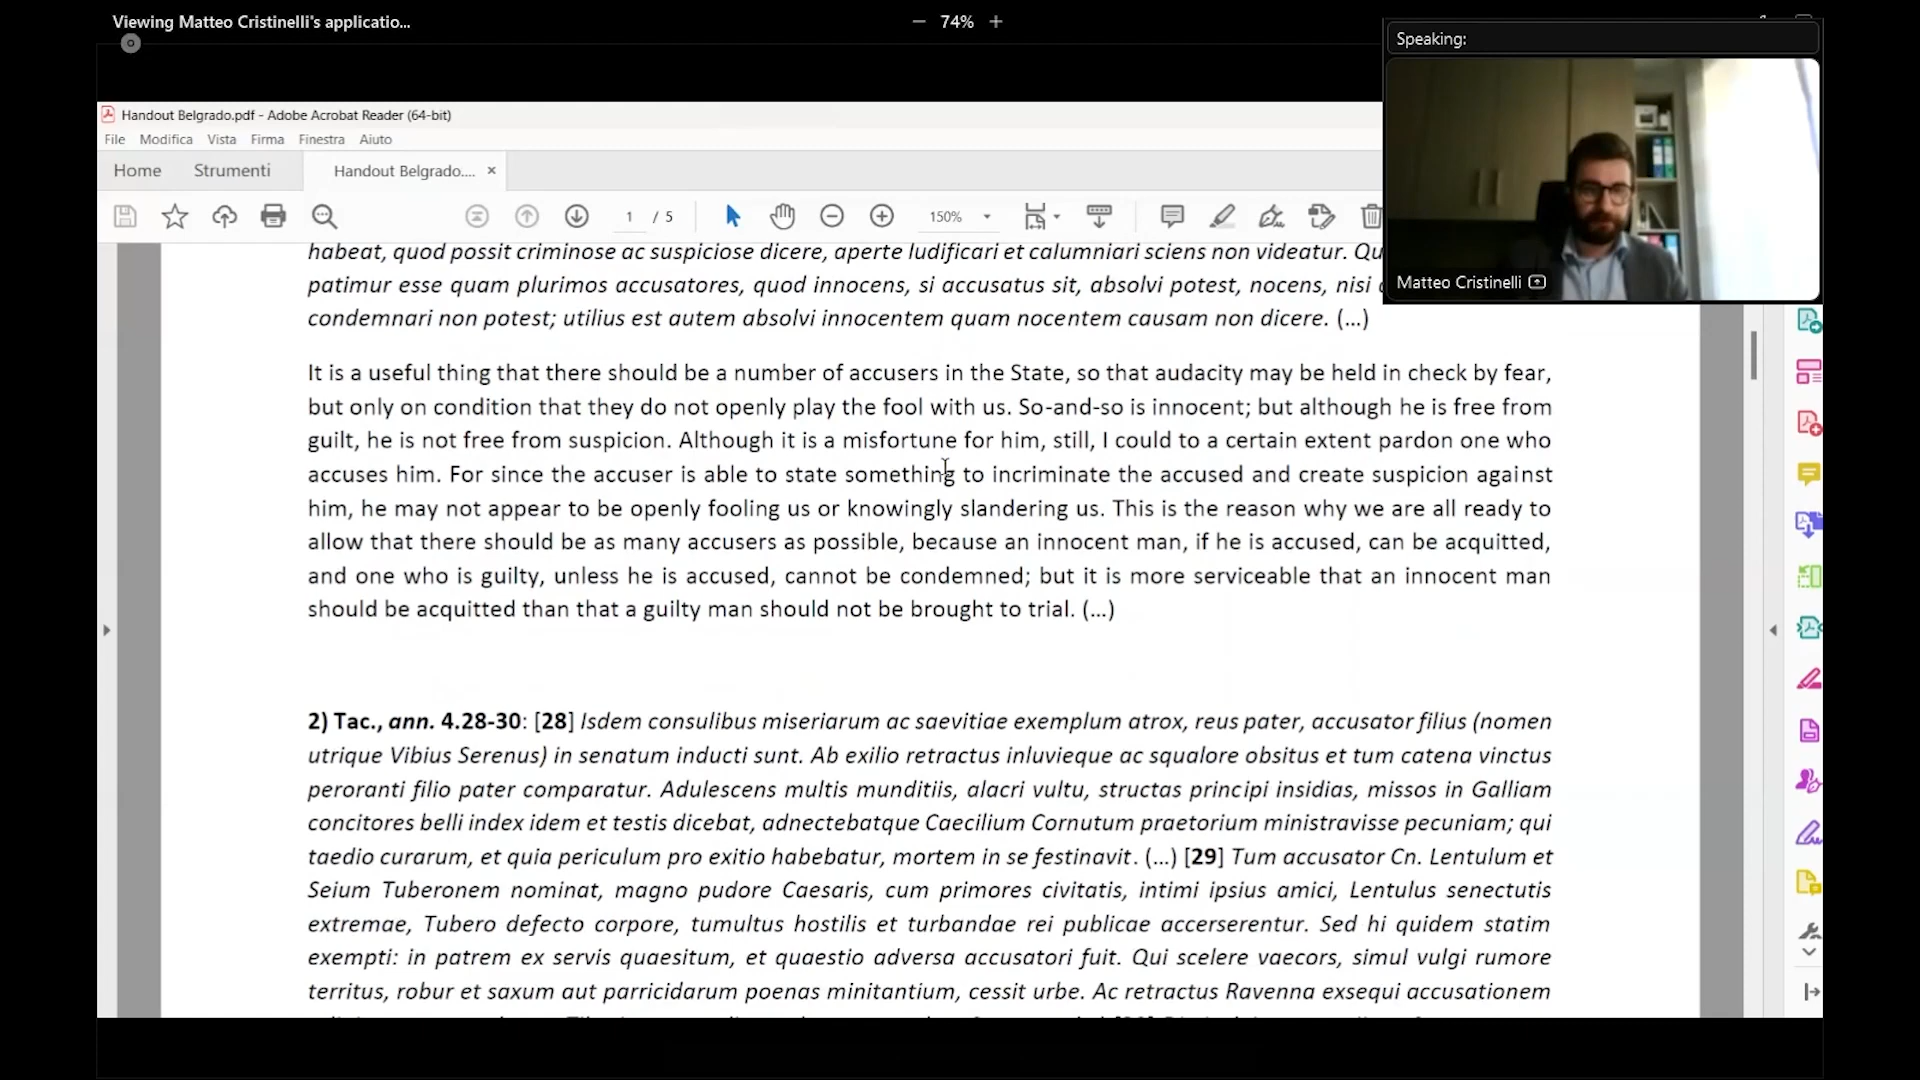 Viewing Matteo Cristinelli's applicatio...
74%
Speaking:
Matteo Cristinelli
Handout Belgrado.pdf - Adobe Acrobat Reader (64-bit)
File Modifica Vista Firma Finestra Aiuto
Home Strumenti Handout Belgrado....
1 / 5 150%
habeat, quod possit criminose ac suspiciose dicere, aperte ludificari et calumniari sciens non videatur.
patimur esse quam plurimos accusatores, quod innocens, si accusatus sit, absolvi potest, nocens, nisi
condemnari non potest; utilius est autem absolvi innocentem quam nocentem causam non dicere. (...)
It is a useful thing that there should be a number of accusers in the State, so that audacity may be held in check by fear,
but only on condition that they do not openly play the fool with us. So-and-so is innocent; but although he is free from
guilt, he is not free from suspicion. Although it is a misfortune for him, still, I could to a certain extent pardon one who
accuses him. For since the accuser is able to state something to incriminate the accused and create suspicion against
him, he may not appear to be openly fooling us or knowingly slandering us. This is the reason why we are all ready to
allow that there should be as many accusers as possible, because an innocent man, if he is accused, can be acquitted,
and one who is guilty, unless he is accused, cannot be condemned; but it is more serviceable that an innocent man
should be acquitted than that a guilty man should not be brought to trial. (...)
2) Tac., ann. 4.28-30: [28] Isdem consulibus miseriarum ac saevitiae exemplum atrox, reus pater, accusator filius (nomen
utrique Vibius Serenus) in senatum inducti sunt. Ab exilio retractus inluvieque ac squalore obsitus et tum catena vinctus
peroranti filio pater comparatur. Adulescens multis munditiis, alacri vultu, structas principi insidias, missos in Galliam
concitores belli index idem et testis dicebat, adnectebatque Caecilium Cornutum praetorium ministravisse pecuniam; qui
taedio curarum, et quia periculum pro exitio habebatur, mortem in se festinavit. (...) [29] Tum accusator Cn. Lentulum et
Seium Tuberonem nominat, magno pudore Caesaris, cum primores civitatis, intimi ipsius amici, Lentulus senectutis
extremae, Tubero defecto corpore, tumultus hostilis et turbandae rei publicae accerserentur. Sed hi quidem statim
exempti: in patrem ex servis quaesitum, et quaestio adversa accusatori fuit. Qui scelere vaecors, simul vulgi rumore
territus, robur et saxum aut parricidarum poenas minitantium, cessit urbe. Ac retractus Ravenna exsequi accusationem